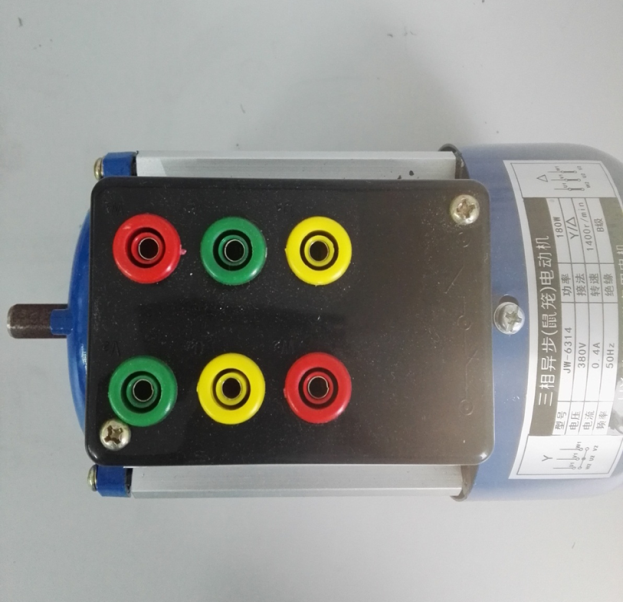 三相异步(鼠笼)电动机
型号 JW-6314 功率 180W
电压 380V 接法 Y/△
电流 0.4A 转速 1400r/min
频率 50Hz 绝缘 B级
Y
△